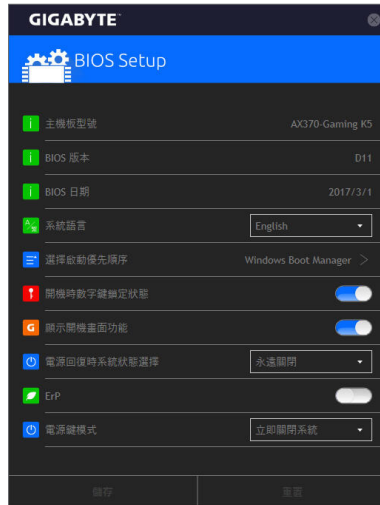 GIGABYTE™
BIOS Setup
主機板型號 AX370-Gaming K5
BIOS 版本 D11
BIOS 日期 2017/3/1
系統語言 English
選擇啟動優先順序 Windows Boot Manager >
開機時數字鍵鎖定狀態
G 顯示開機畫面功能
電源回復時系統狀態選擇 永遠關閉
ErP
電源鍵模式 立即關閉系統
儲存 重置